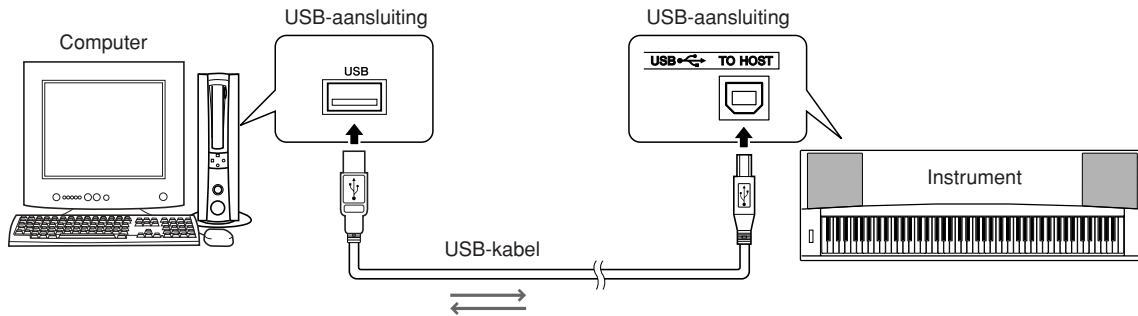 USB-aansluiting
USB-aansluiting
Computer
USB
USB TO HOST
Instrument
USB-kabel